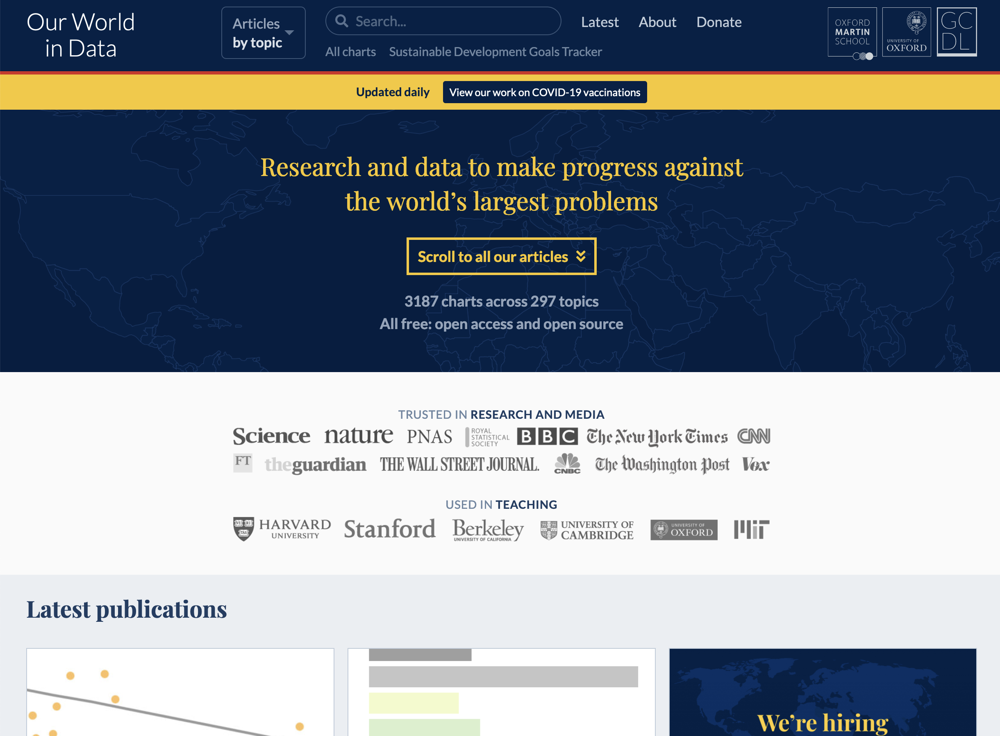 Our World
in Data
Articles
by topic
Search...
Latest
About
Donate
All charts
Sustainable Development Goals Tracker
OXFORD
MARTIN
SCHOOL
UNIVERSITY OF
OXFORD
GC
DL
Updated daily
View our work on COVID-19 vaccinations
Research and data to make progress against
the world’s largest problems
Scroll to all our articles
3187 charts across 297 topics
All free: open access and open source
TRUSTED IN RESEARCH AND MEDIA
Science
nature
PNAS
ROYAL
STATISTICAL
SOCIETY
BBC
The New York Times
CNN
FT
theguardian
THE WALL STREET JOURNAL.
CNBC
The Washington Post
Vox
USED IN TEACHING
VE RI
TAS
HARVARD
UNIVERSITY
Stanford
Berkeley
UNIVERSITY OF CALIFORNIA
UNIVERSITY OF
CAMBRIDGE
UNIVERSITY OF
OXFORD
MIT
Latest publications
We’re hiring